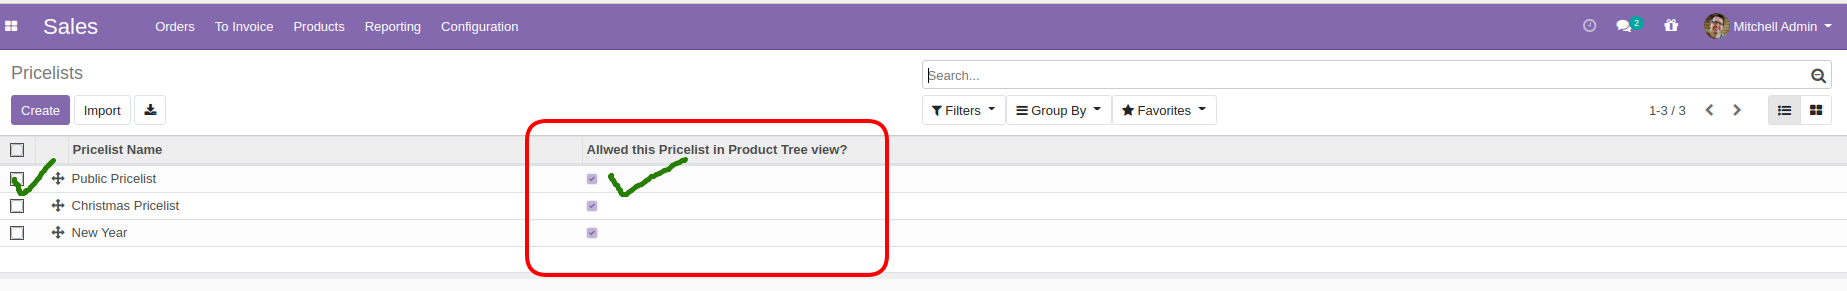 Sales Orders To Invoice Products Reporting Configuration 2 Mitchell Admin
Pricelists
Search...
Create Import Filters Group By Favorites 1-3 / 3
Pricelist Name Allwed this Pricelist in Product Tree view?
Public Pricelist
Christmas Pricelist
New Year